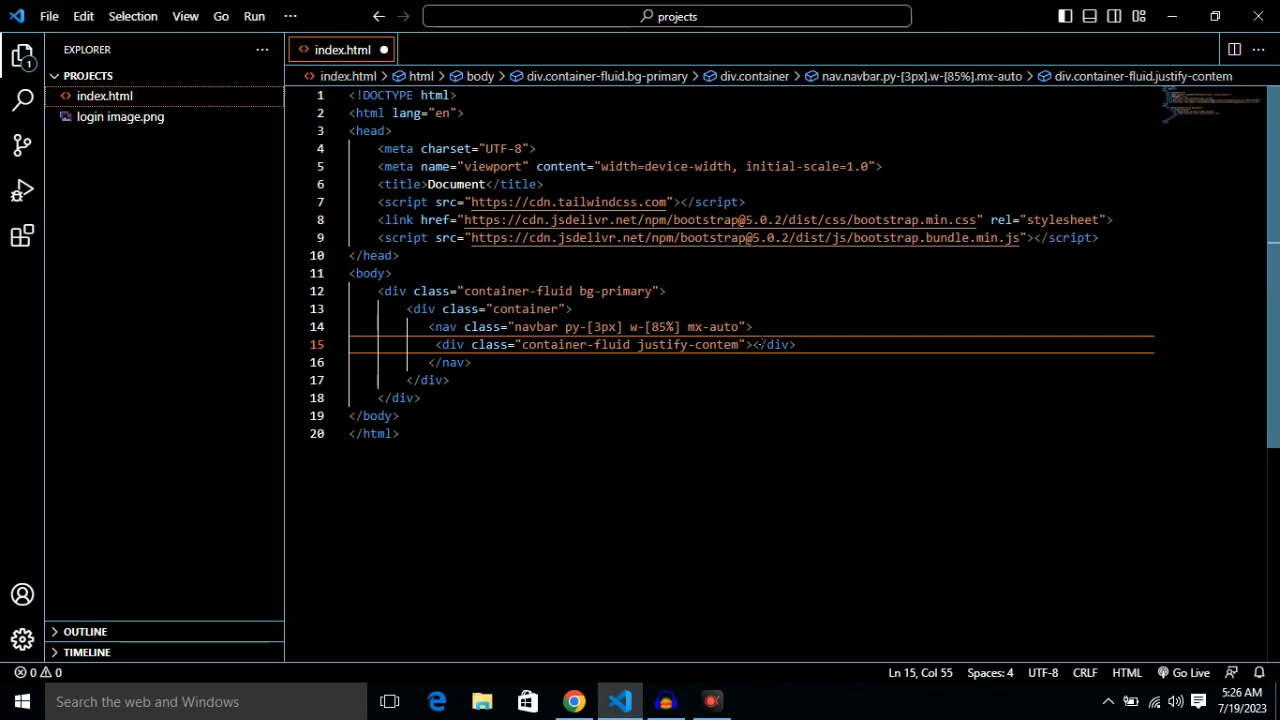 File Edit Selection View Go Run ··· projects
EXPLORER ···
PROJECTS
index.html
login image.png
OUTLINE
TIMELINE
index.html
index.html > html > body > div.container-fluid.bg-primary > div.container > nav.navbar.py-[3px].w-[85%].mx-auto > div.container-fluid.justify-contem
1 <!DOCTYPE html>
2 <html lang="en">
3 <head>
4 <meta charset="UTF-8">
5 <meta name="viewport" content="width=device-width, initial-scale=1.0">
6 <title>Document</title>
7 <script src="https://cdn.tailwindcss.com"></script>
8 <link href="https://cdn.jsdelivr.net/npm/bootstrap@5.0.2/dist/css/bootstrap.min.css" rel="stylesheet">
9 <script src="https://cdn.jsdelivr.net/npm/bootstrap@5.0.2/dist/js/bootstrap.bundle.min.js"></script>
10 </head>
11 <body>
12 <div class="container-fluid bg-primary">
13 <div class="container">
14 <nav class="navbar py-[3px] w-[85%] mx-auto">
15 <div class="container-fluid justify-contem"></div>
16 </nav>
17 </div>
18 </div>
19 </body>
20 </html>
1
0 0 Ln 15, Col 55 Spaces: 4 UTF-8 CRLF HTML Go Live
Search the web and Windows
5:26 AM
7/19/2023